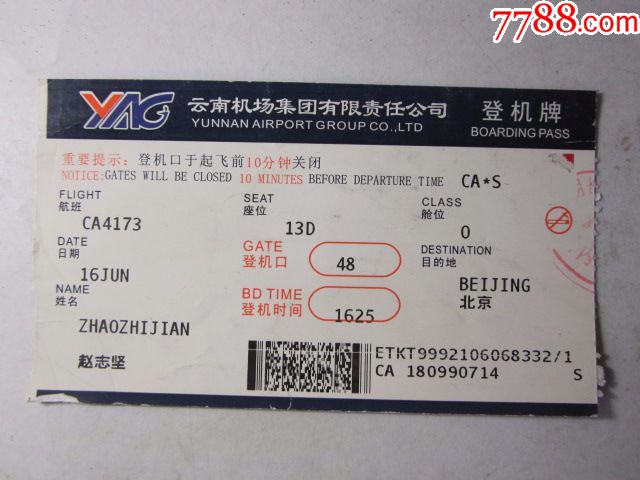 7788.com
YAG 云南机场集团有限责任公司 登机牌
YUNNAN AIRPORT GROUP CO.,LTD BOARDING PASS
重要提示：登机口于起飞前10分钟关闭
NOTICE:GATES WILL BE CLOSED 10 MINUTES BEFORE DEPARTURE TIME CA*S
FLIGHT SEAT CLASS
航班 座位 舱位
CA4173 13D O
DATE GATE DESTINATION
日期 登机口 目的地
16JUN 48 BEIJING
北京
NAME BD TIME
姓名 登机时间 1625
ZHAOZHIJIAN
赵志坚
ETKT9992106068332/1
CA 180990714 S